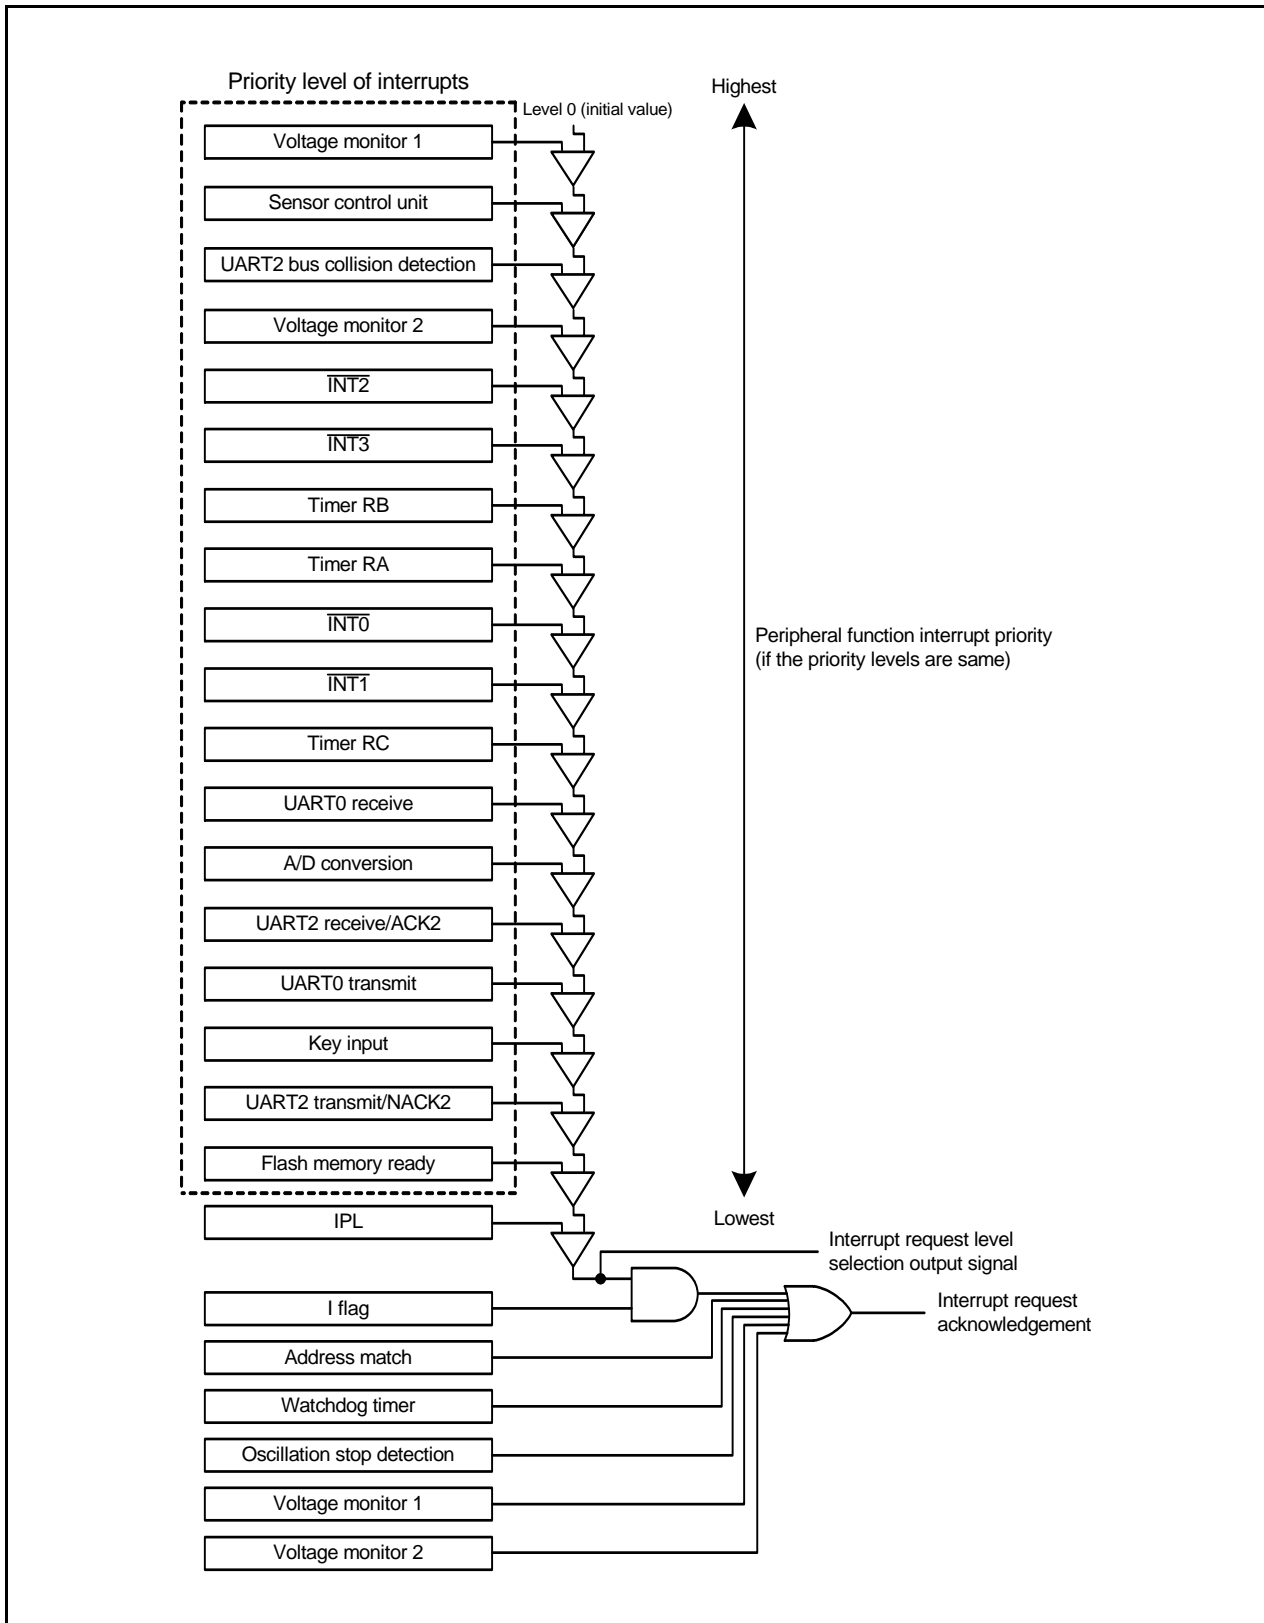 Priority level of interrupts
Highest
Level 0 (initial value)
Voltage monitor 1
Sensor control unit
UART2 bus collision detection
Voltage monitor 2
INT2
INT3
Timer RB
Timer RA
INT0
Peripheral function interrupt priority
(if the priority levels are same)
INT1
Timer RC
UART0 receive
A/D conversion
UART2 receive/ACK2
UART0 transmit
Key input
UART2 transmit/NACK2
Flash memory ready
Lowest
IPL
Interrupt request level
selection output signal
I flag
Interrupt request
acknowledgement
Address match
Watchdog timer
Oscillation stop detection
Voltage monitor 1
Voltage monitor 2